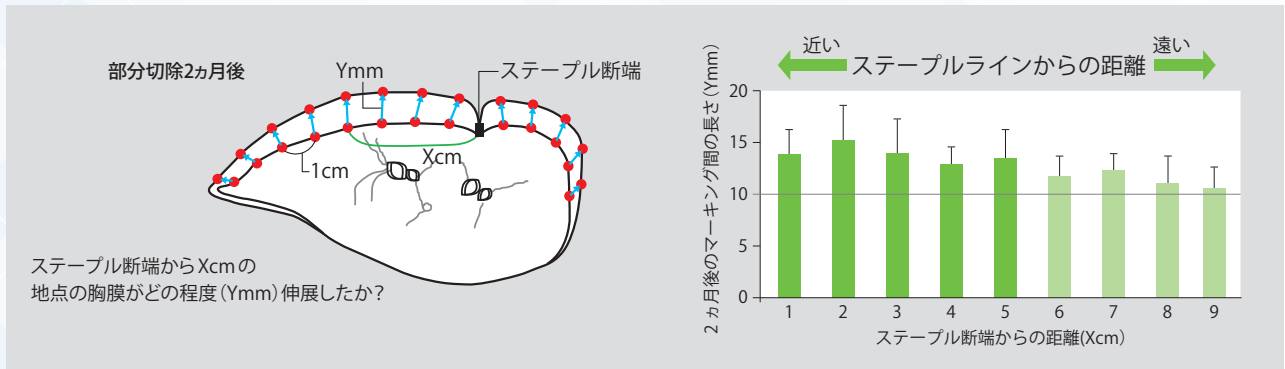 部分切除2ヵ月後
Ymm
ステープル断端
1cm
Xcm
ステープル断端からXcmの
地点の胸膜がどの程度(Ymm)伸展したか?
近い
遠い
ステープルラインからの距離
2ヵ月後のマーキング間の長さ(Ymm)
20
15
10
5
0
1 2 3 4 5 6 7 8 9
ステープル断端からの距離(Xcm)